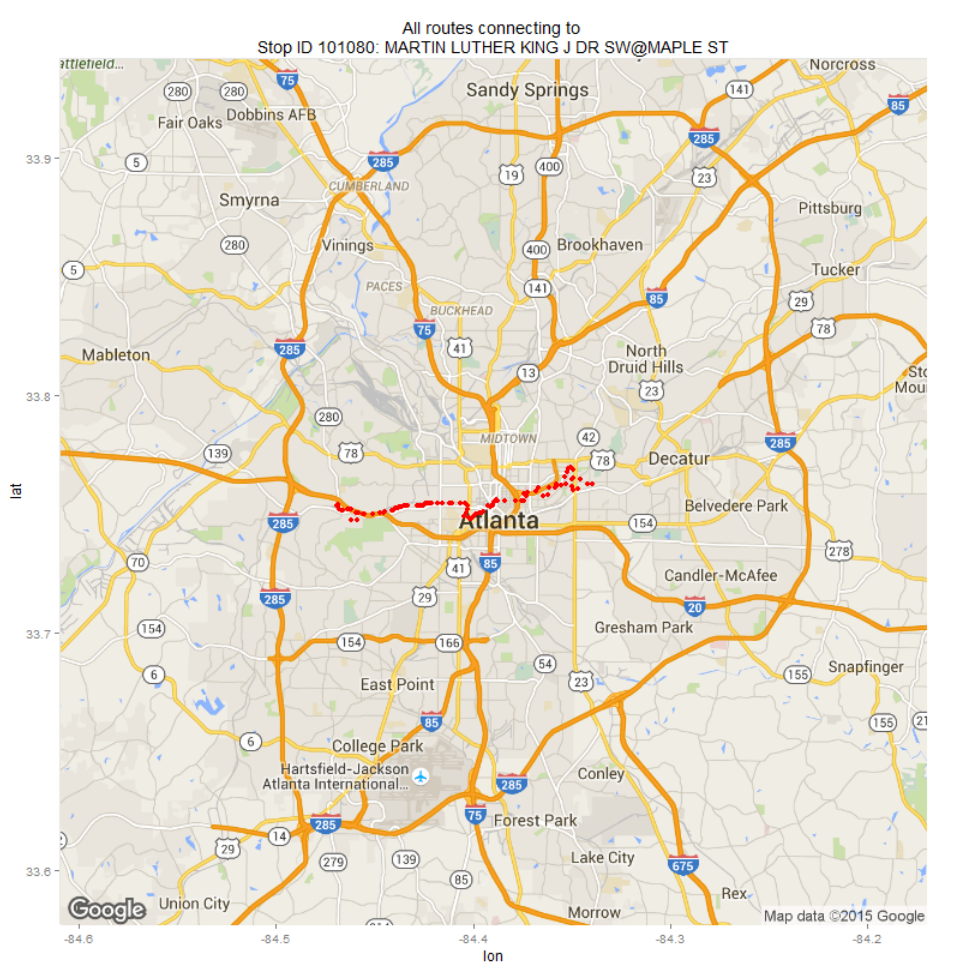 All routes connecting to
Stop ID 101080: MARTIN LUTHER KING J DR SW@MAPLE ST
attlefield...
75
Norcross
280
280
Sandy Springs
141
85
Fair Oaks
Dobbins AFB
285
33.9
5
285
400
19
23
CUMBERLAND
Smyrna
Pittsburg
280
Vinings
400
Brookhaven
5
Tucker
PACES
141
85
29
BUCKHEAD
75
78
41
285
Mableton
North
Druid Hills
13
Sto
Mou
23
33.8
280
42
MIDTOWN
285
139
78
78
Decatur
lat
Belvedere Park
285
Atlanta
154
278
70
41
85
Candler-McAfee
285
29
20
154
Gresham Park
33.7
154
166
54
Snapfinger
6
23
155
East Point
85
155
21
6
College Park
Hartsfield-Jackson
Atlanta International...
Conley
285
75
285
Forest Park
14
29
279
139
Lake City
675
33.6
85
Rex
Union City
Morrow
Google
Map data ©2015 Google
-84.6
-84.5
-84.4
-84.3
-84.2
lon